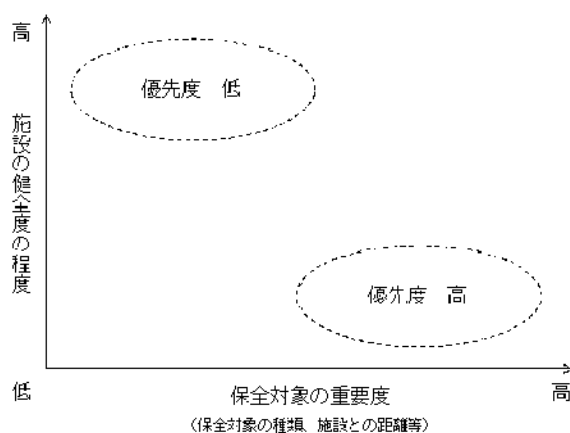 高
優先度 低
施設の健全度の程度
優先度 高
低
保全対象の重要度
高
(保全対象の種類、施設との距離等)